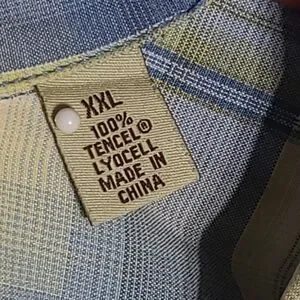 XXL
100%
TENCEL®
LYOCELL
MADE IN
CHINA